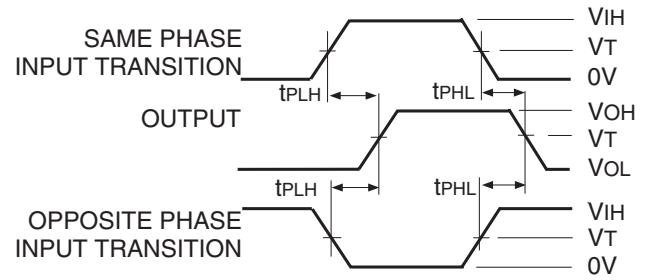 SAME PHASE
INPUT TRANSITION
VIH
VT
0V
tPLH
tPHL
OUTPUT
VOH
VT
VOL
tPLH
tPHL
OPPOSITE PHASE
INPUT TRANSITION
VIH
VT
0V